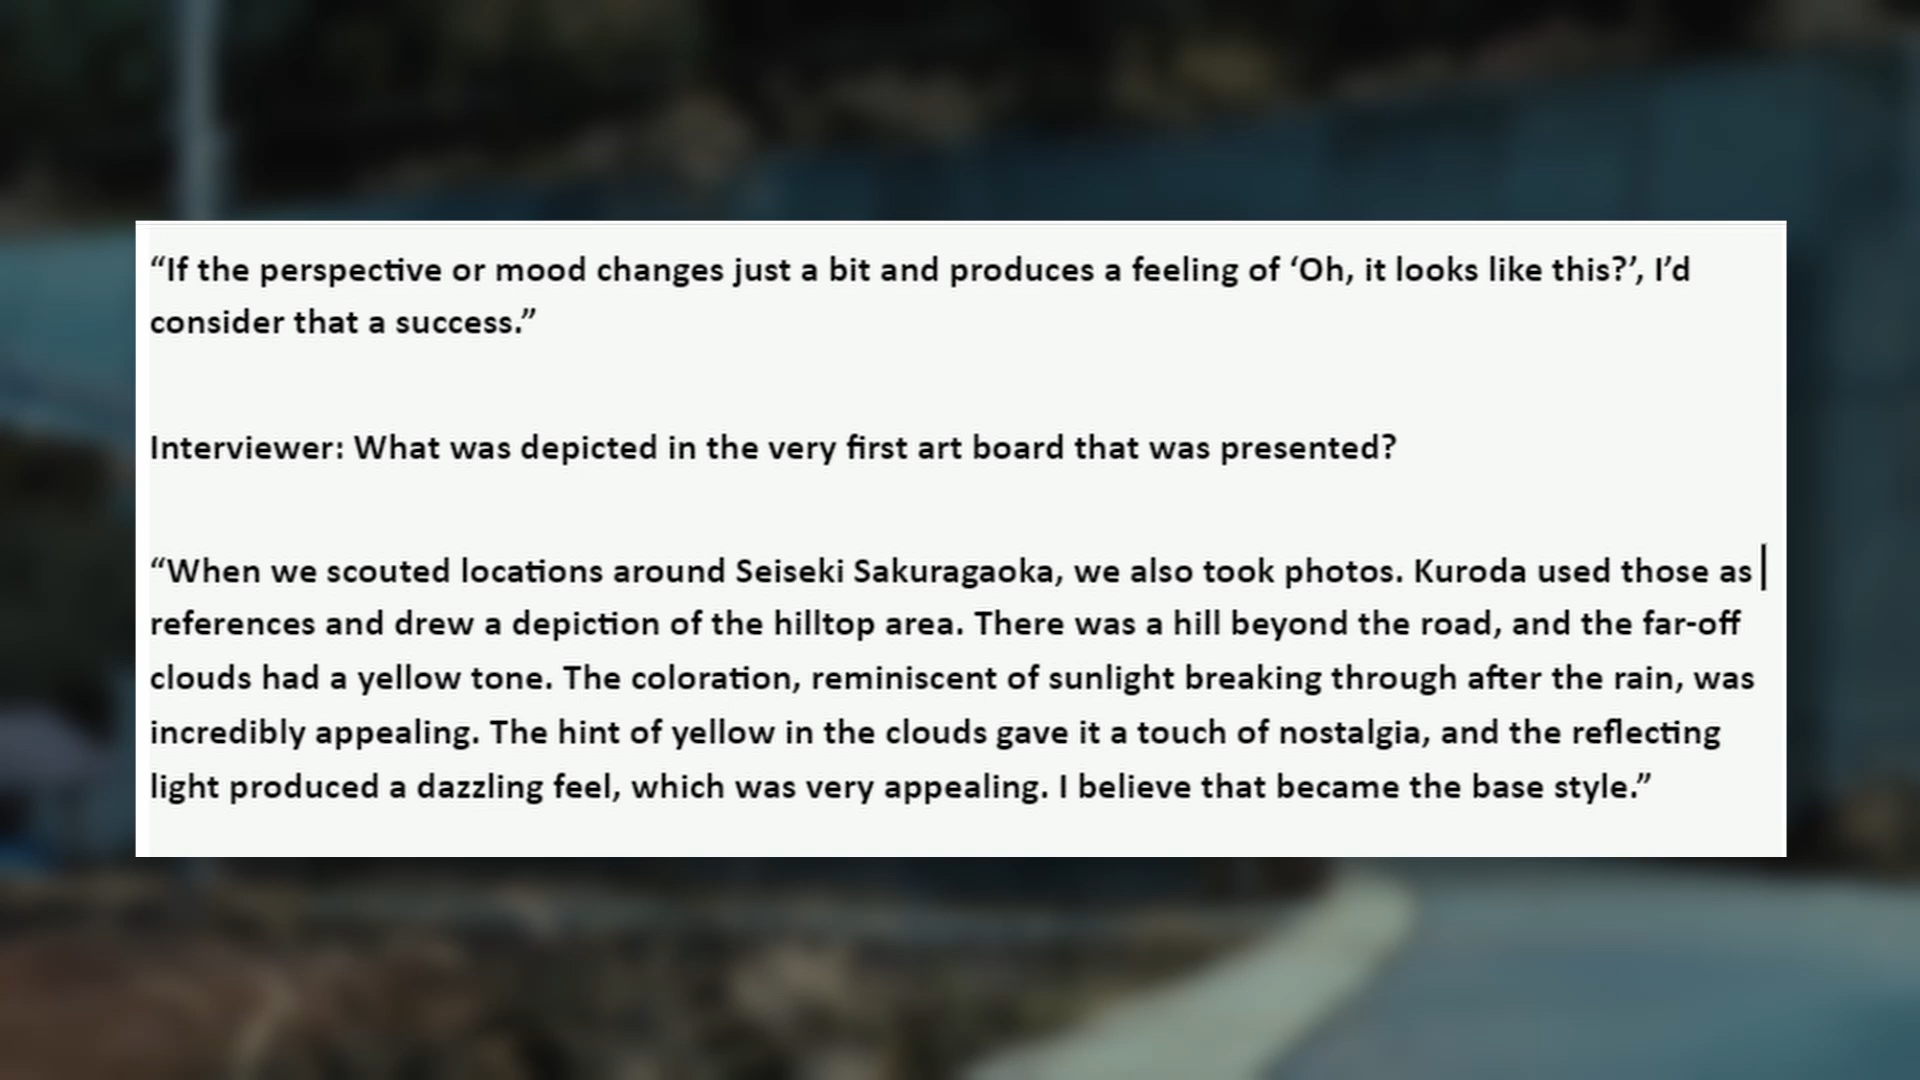 “If the perspective or mood changes just a bit and produces a feeling of ‘Oh, it looks like this?’, I’d
consider that a success.”
Interviewer: What was depicted in the very first art board that was presented?
“When we scouted locations around Seiseki Sakuragaoka, we also took photos. Kuroda used those as
references and drew a depiction of the hilltop area. There was a hill beyond the road, and the far-off
clouds had a yellow tone. The coloration, reminiscent of sunlight breaking through after the rain, was
incredibly appealing. The hint of yellow in the clouds gave it a touch of nostalgia, and the reflecting
light produced a dazzling feel, which was very appealing. I believe that became the base style.”